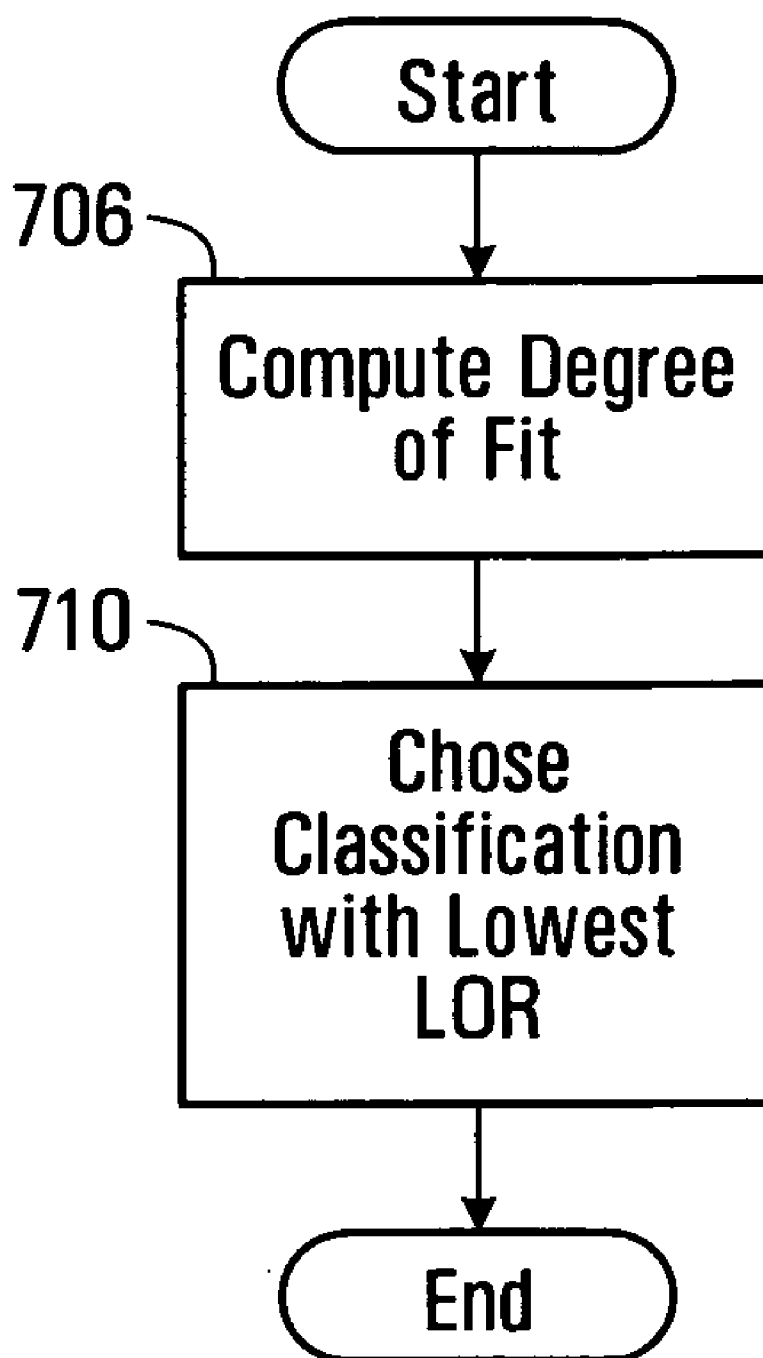 Start
706
Compute Degree
of Fit
710
Chose
Classification
with Lowest
LOR
End